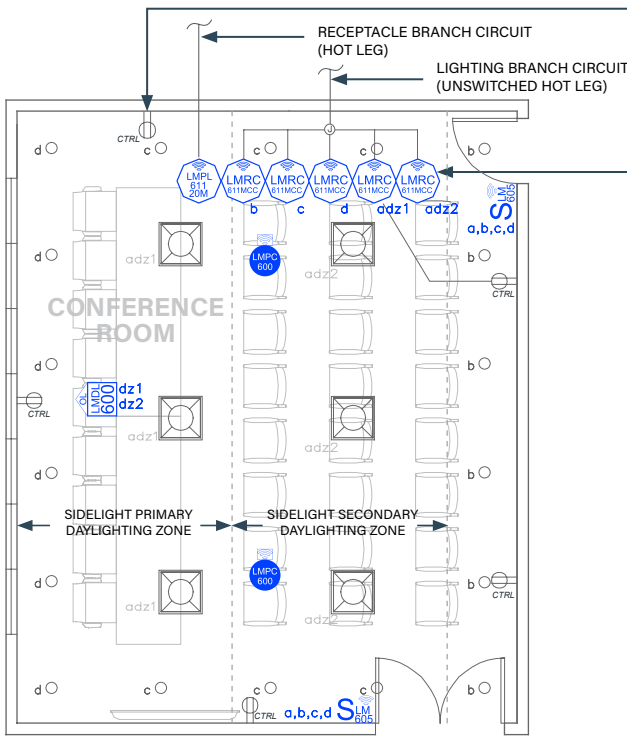 RECEPTACLE BRANCH CIRCUIT
(HOT LEG)
LIGHTING BRANCH CIRCUIT
(UNSWITCHED HOT LEG)
CTRL
J
d
c
c
b
LMPL
611
20M
LMRC
611MCC
b
LMRC
611MCC
c
LMRC
611MCC
d
LMRC
611MCC
adz1
LMRC
611MCC
adz2
S
LM
605
a,b,c,d
d
adz1
LMPC
600
adz2
b
CTRL
CONFERENCE
ROOM
d
b
OL
LMDL
600
dz1
dz2
CTRL
adz1
adz2
d
b
SIDELIGHT PRIMARY
DAYLIGHTING ZONE
SIDELIGHT SECONDARY
DAYLIGHTING ZONE
LMPC
600
d
adz1
adz2
b
CTRL
d
c
c
c
b
CTRL
a,b,c,d
S
LM
605